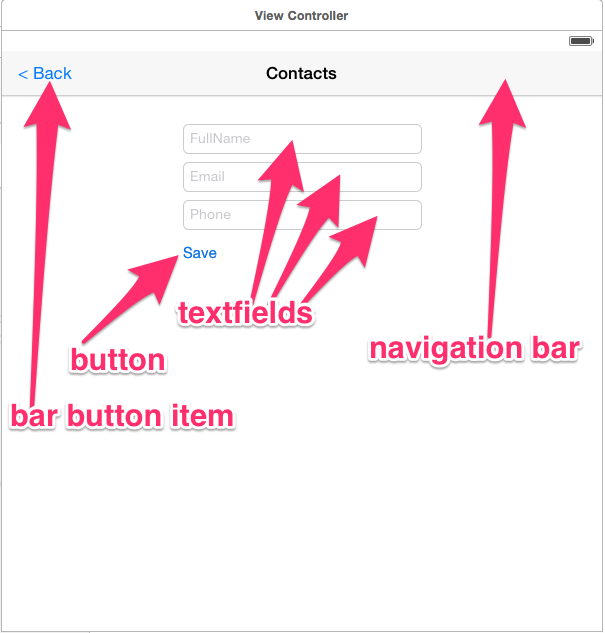 View Controller
< Back
Contacts
FullName
Email
Phone
Save
textfields
button
navigation bar
bar button item